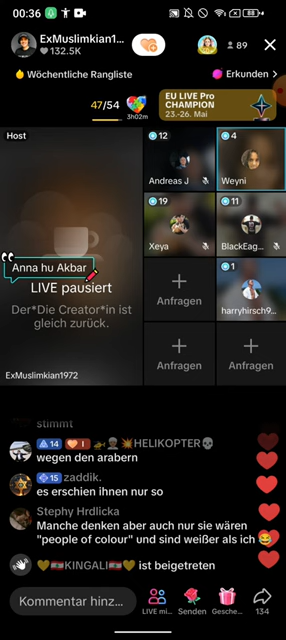 00:36
ExMuslimkian1...
132.5K
89
Wöchentliche Rangliste
Erkunden
47/54
3h02m
EU LIVE Pro
CHAMPION
23.-26. Mai
Host
12
Andreas J
4
Weyni
Anna hu Akbar
LIVE pausiert
Der*Die Creator*in ist
gleich zurück.
ExMuslimkian1972
19
Xeya
11
BlackEag...
Anfragen
1
harryhirsch9...
Anfragen
Anfragen
stimmt
14
I
HELIKOPTER
wegen den arabern
15
zaddik.
es erschien ihnen nur so
Stephy Hrdlicka
Manche denken aber auch nur sie wären
"people of colour" und sind weißer als ich
KINGALI
ist beigetreten
Kommentar hinz...
LIVE mi...
Senden
Gesche...
134